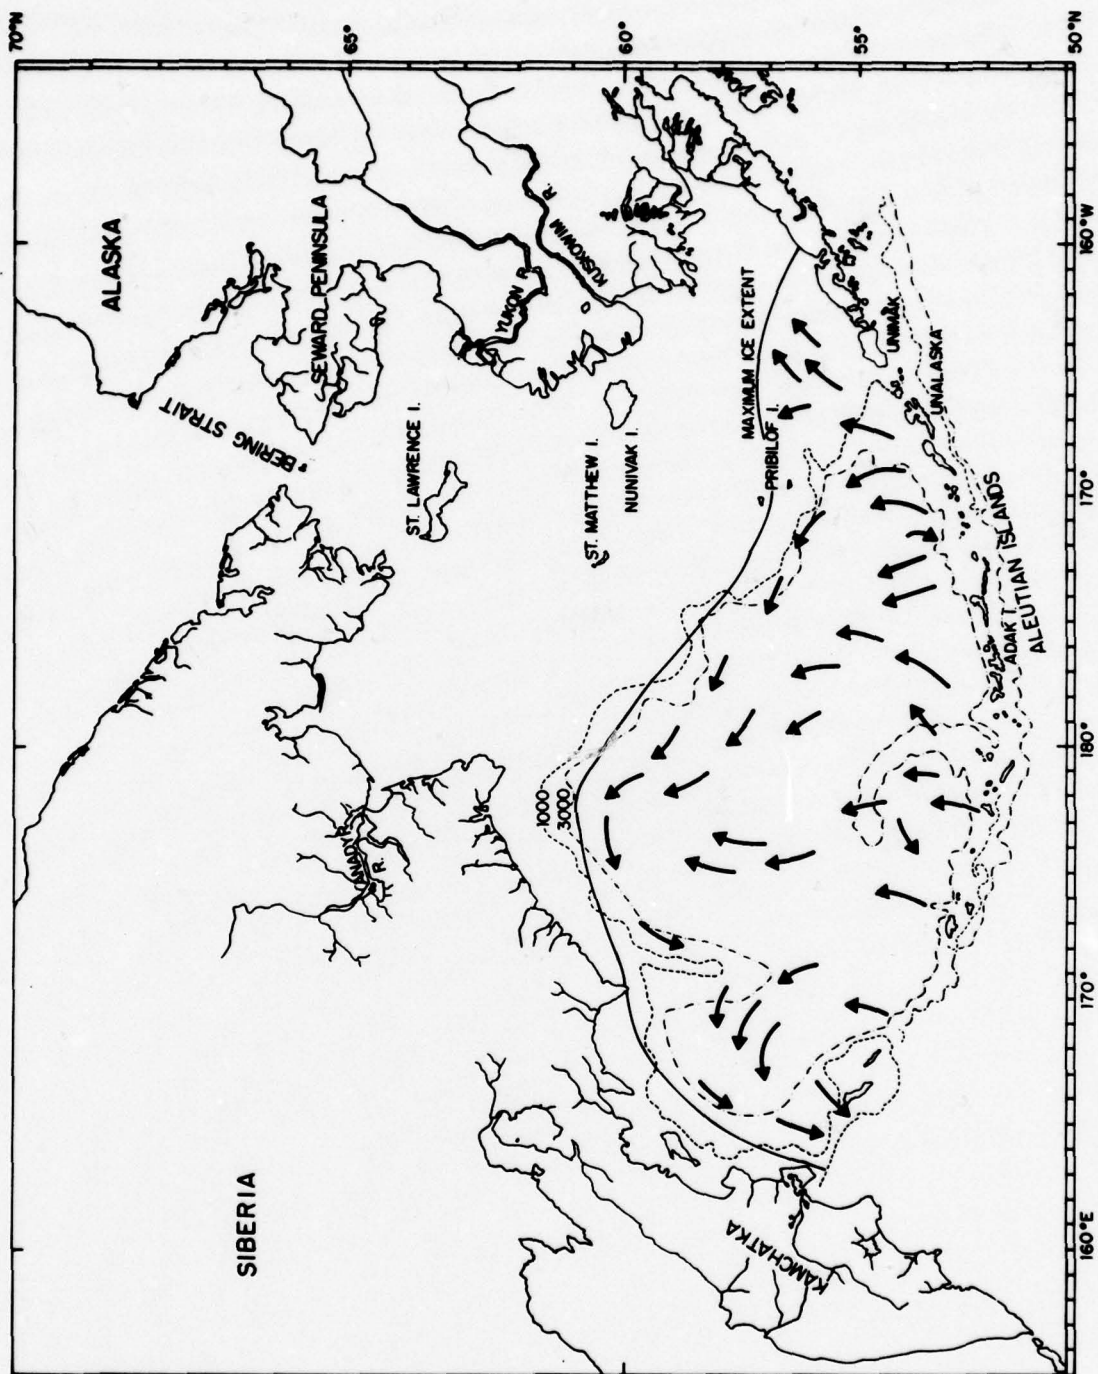 70°N
65°
60°
55°
50°N
160°W
170°
180°
170°
160°E
ALASKA
SEWARD PENINSULA
BERING STRAIT
YUKON R.
KUSKOWIM R.
ST. LAWRENCE I.
ST. MATTHEW I.
NUNIVAK I.
MAXIMUM ICE EXTENT
PRIBILOF I.
UNIMAK
UNALASKA
ADAK I.
ALEUTIAN ISLANDS
1000
3000
ANADYR
R.
SIBERIA
KAMCHATKA